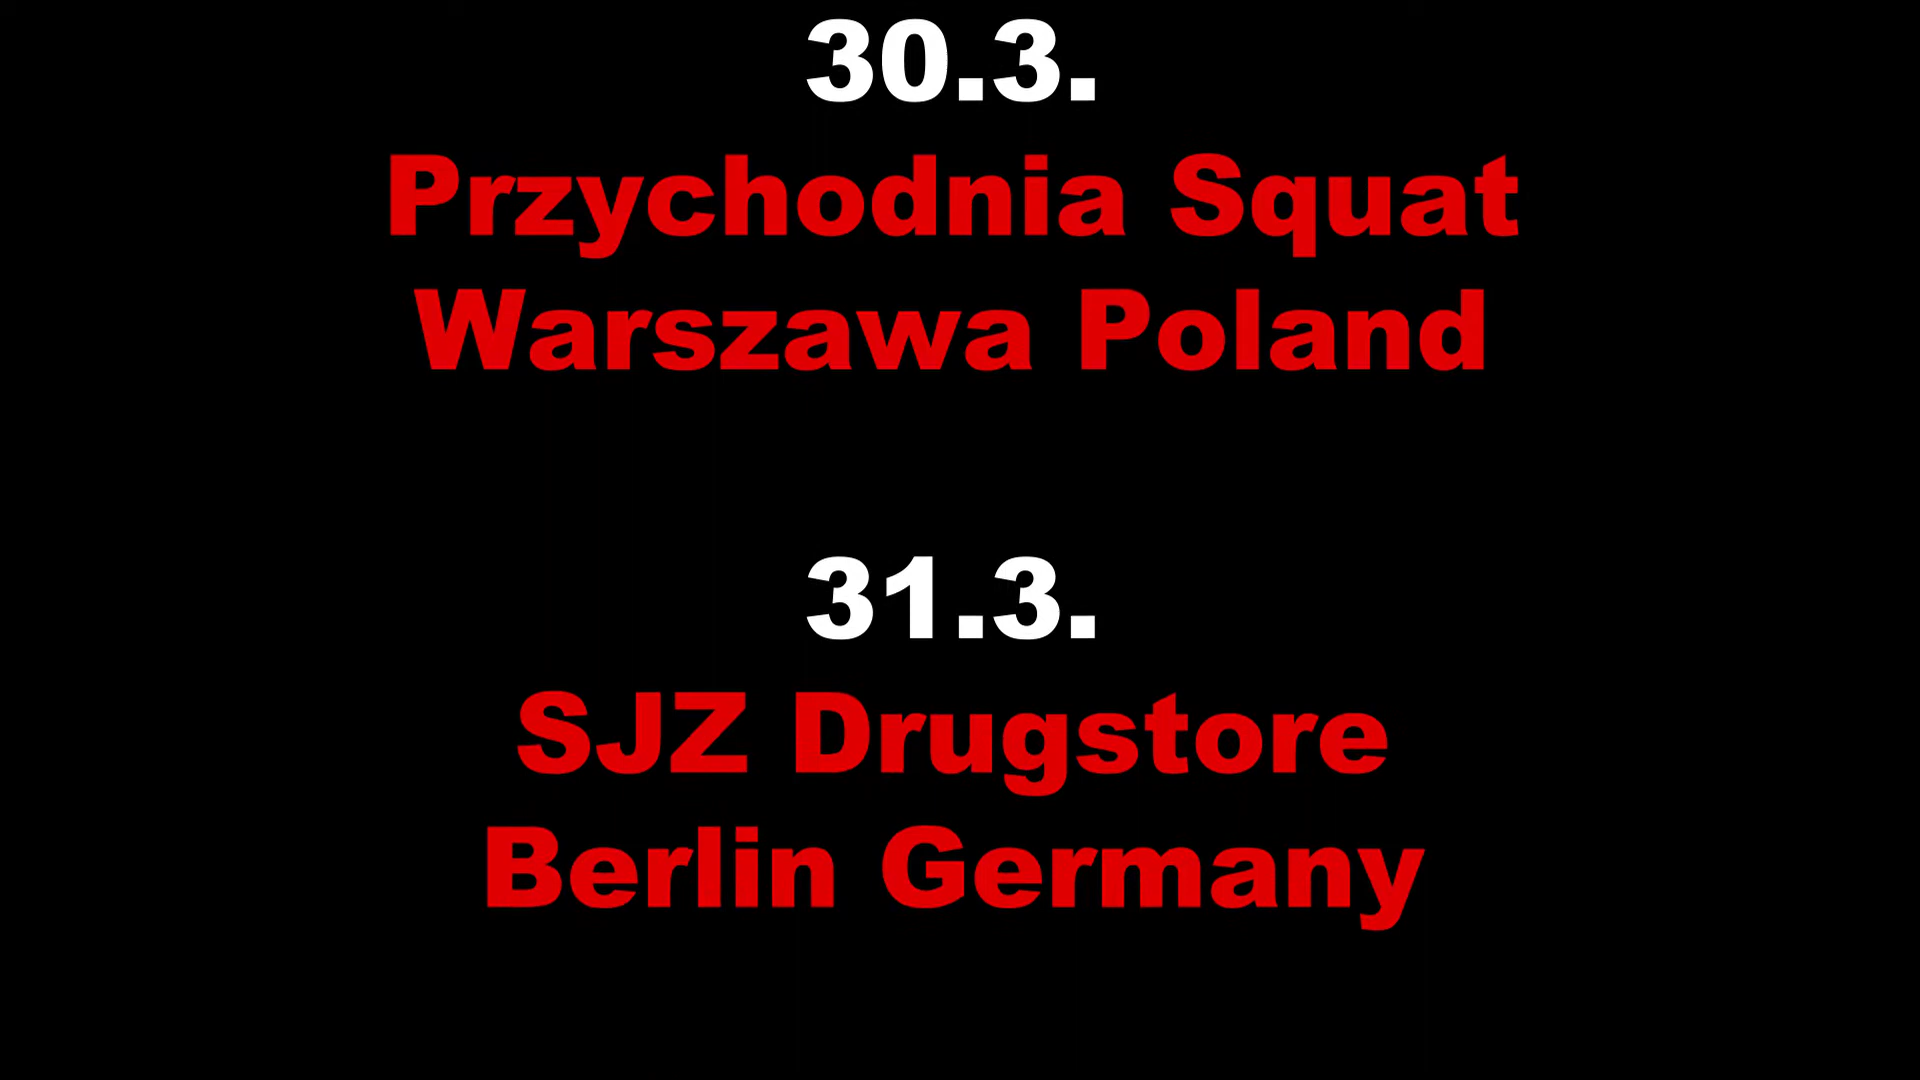 30.3.
Przychodnia Squat
Warszawa Poland
31.3.
SJZ Drugstore
Berlin Germany